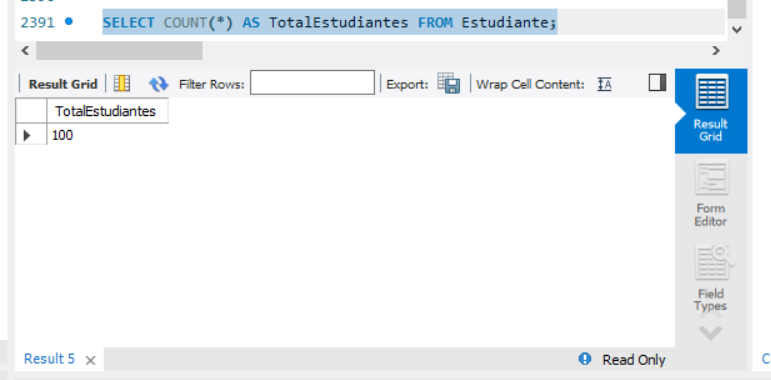 2391 SELECT COUNT(*) AS TotalEstudiantes FROM Estudiante;
Result Grid Filter Rows: Export: Wrap Cell Content: IA
TotalEstudiantes
100
Result
Grid
Form
Editor
Field
Types
Result 5 × Read Only